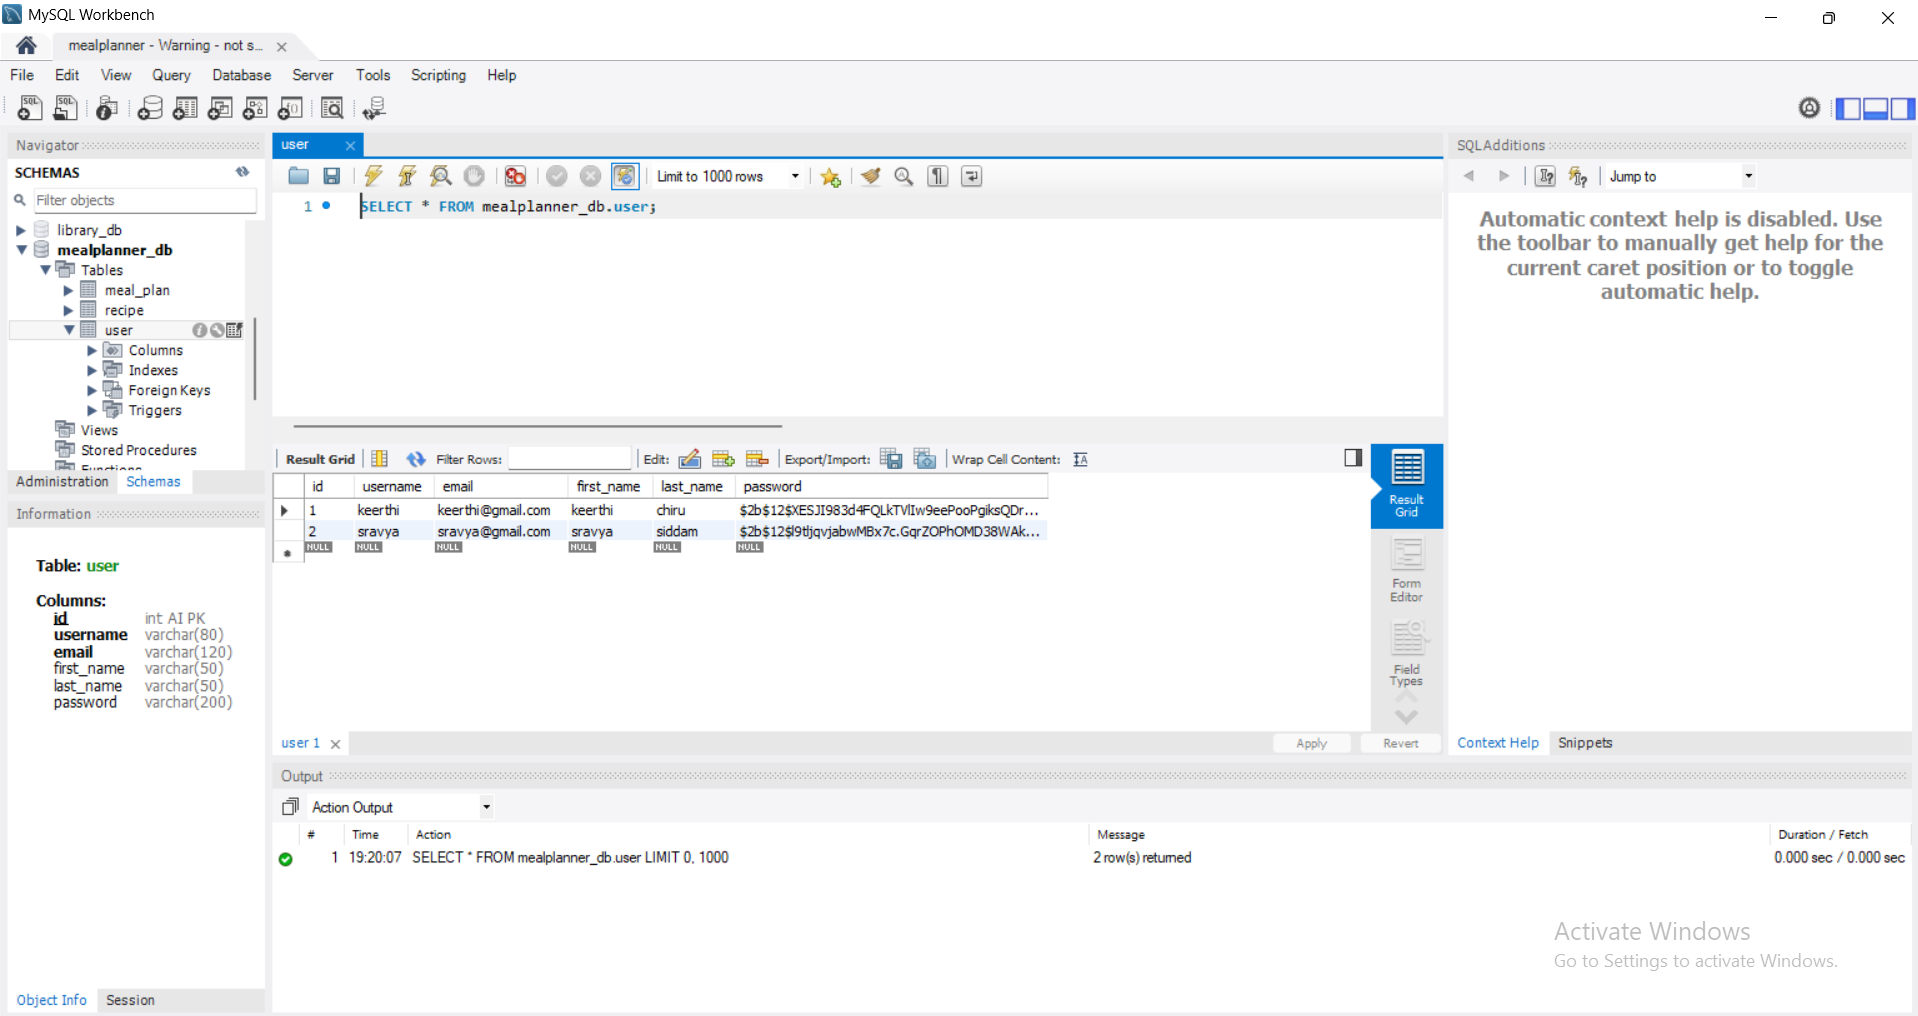 MySQL Workbench
mealplanner - Warning - not s...
File Edit View Query Database Server Tools Scripting Help
Navigator
SCHEMAS
Filter objects
library_db
mealplanner_db
Tables
meal_plan
recipe
user
Columns
Indexes
Foreign Keys
Triggers
Views
Stored Procedures
Functions
Administration Schemas
Information
Table: user
Columns:
id int AI PK
username varchar(80)
email varchar(120)
first_name varchar(50)
last_name varchar(50)
password varchar(200)
Object Info Session
user
Limit to 1000 rows
1 SELECT * FROM mealplanner_db.user;
Result Grid Filter Rows: Edit: Export/Import: Wrap Cell Content:
id username email first_name last_name password
1 keerthi keerthi@gmail.com keerthi chiru $2b$12$XESJI983d4FQLkTVlIw9eePooPgiksQDr...
2 sravya sravya@gmail.com sravya siddam $2b$12$l9tljqvjabwMBx7c.GqrZOPhOMD38WAk...
NULL NULL NULL NULL NULL NULL
Result
Grid
Form
Editor
Field
Types
user 1
Apply Revert
SQLAdditions
Jump to
Automatic context help is disabled. Use
the toolbar to manually get help for the
current caret position or to toggle
automatic help.
Context Help Snippets
Output
Action Output
# Time Action Message Duration / Fetch
1 19:20:07 SELECT * FROM mealplanner_db.user LIMIT 0, 1000 2 row(s) returned 0.000 sec / 0.000 sec
Activate Windows
Go to Settings to activate Windows.